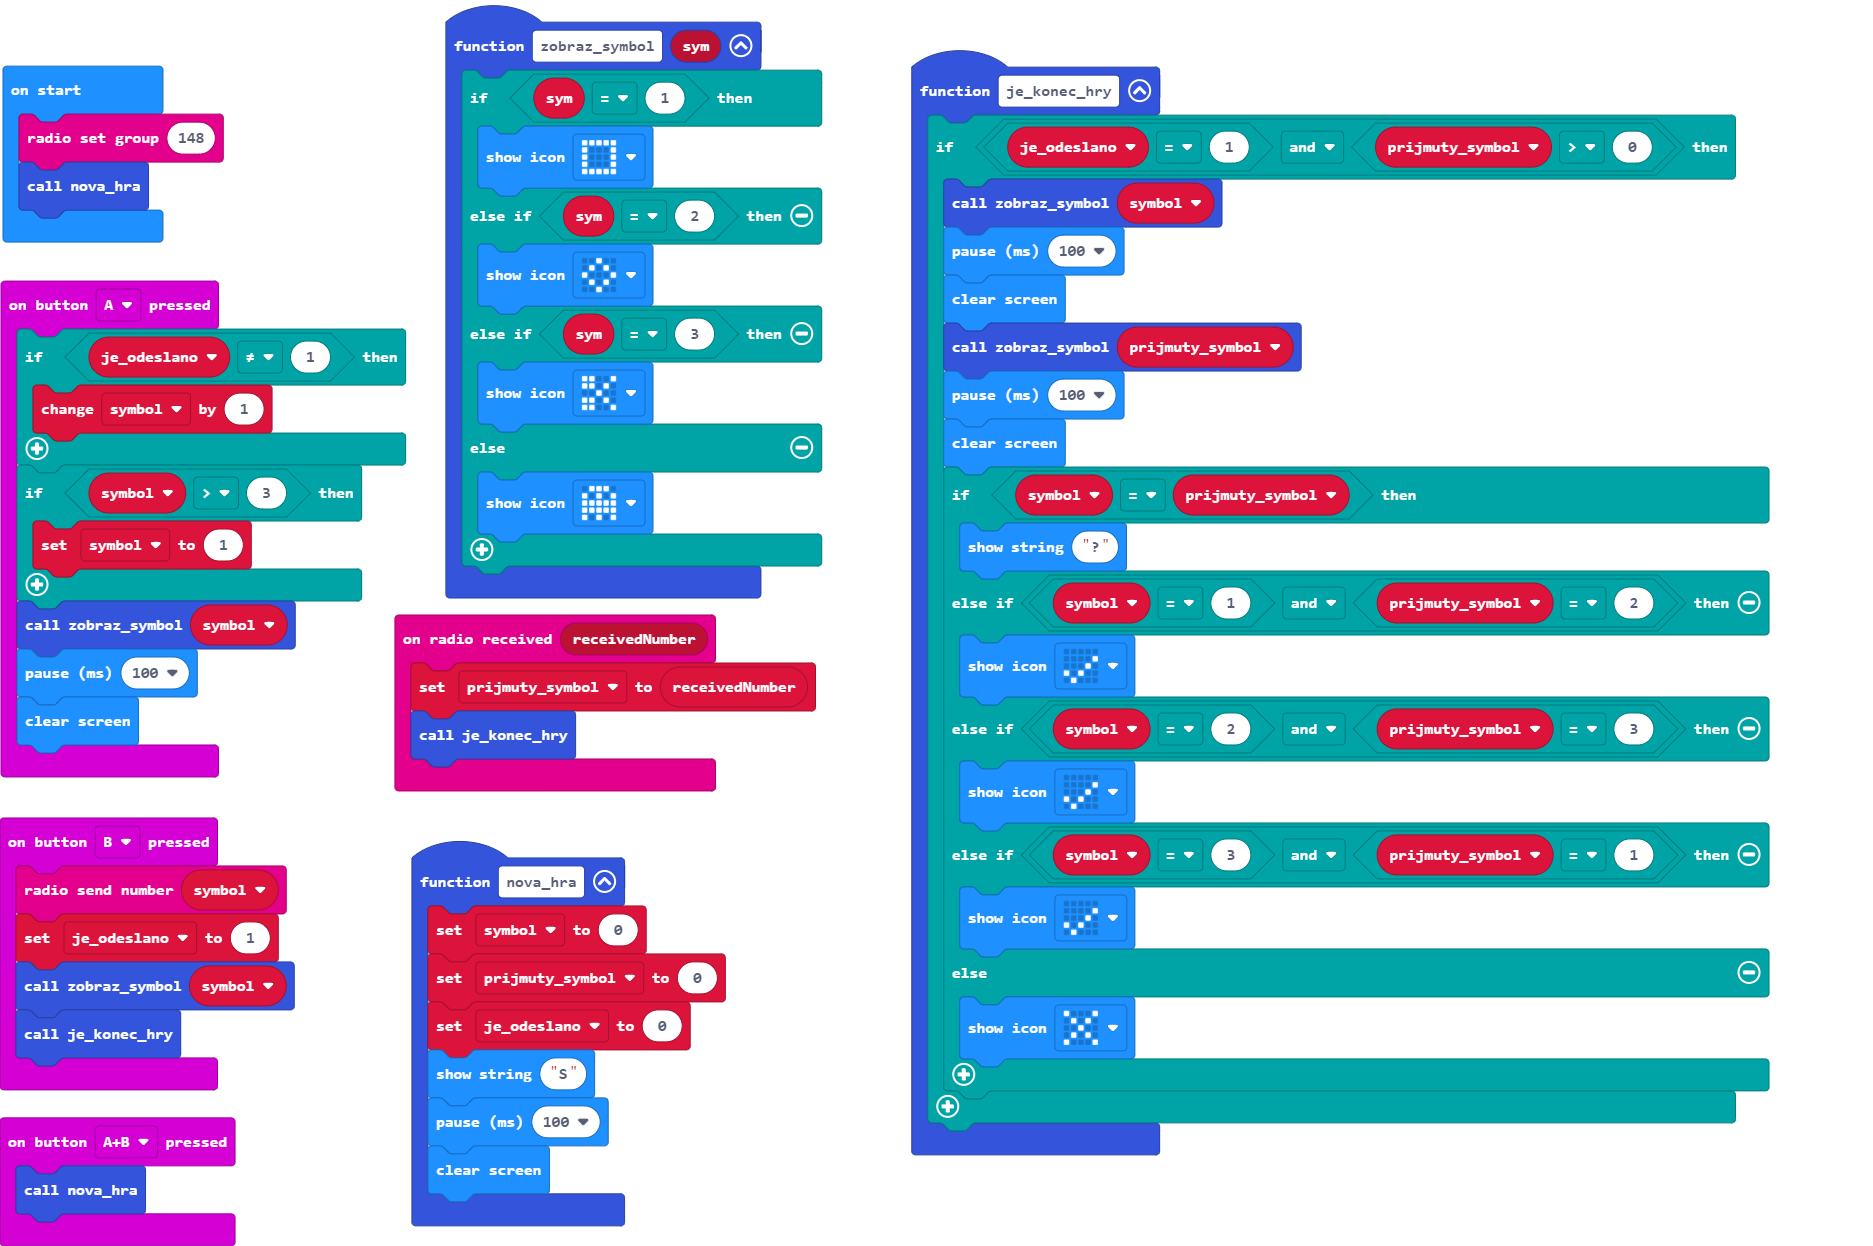 on start
radio set group 148
call nova_hra
on button A pressed
if je_odeslano ≠ 1 then
change symbol by 1
if symbol > 3 then
set symbol to 1
call zobraz_symbol symbol
pause (ms) 100
clear screen
on button B pressed
radio send number symbol
set je_odeslano to 1
call zobraz_symbol symbol
call je_konec_hry
on button A+B pressed
call nova_hra
function zobraz_symbol sym
if sym = 1 then
show icon
else if sym = 2 then
show icon
else if sym = 3 then
show icon
else
show icon
on radio received receivedNumber
set prijmuty_symbol to receivedNumber
call je_konec_hry
function nova_hra
set symbol to 0
set prijmuty_symbol to 0
set je_odeslano to 0
show string "S"
pause (ms) 100
clear screen
function je_konec_hry
if je_odeslano = 1 and prijmuty_symbol > 0 then
call zobraz_symbol symbol
pause (ms) 100
clear screen
call zobraz_symbol prijmuty_symbol
pause (ms) 100
clear screen
if symbol = prijmuty_symbol then
show string "?"
else if symbol = 1 and prijmuty_symbol = 2 then
show icon
else if symbol = 2 and prijmuty_symbol = 3 then
show icon
else if symbol = 3 and prijmuty_symbol = 1 then
show icon
else
show icon